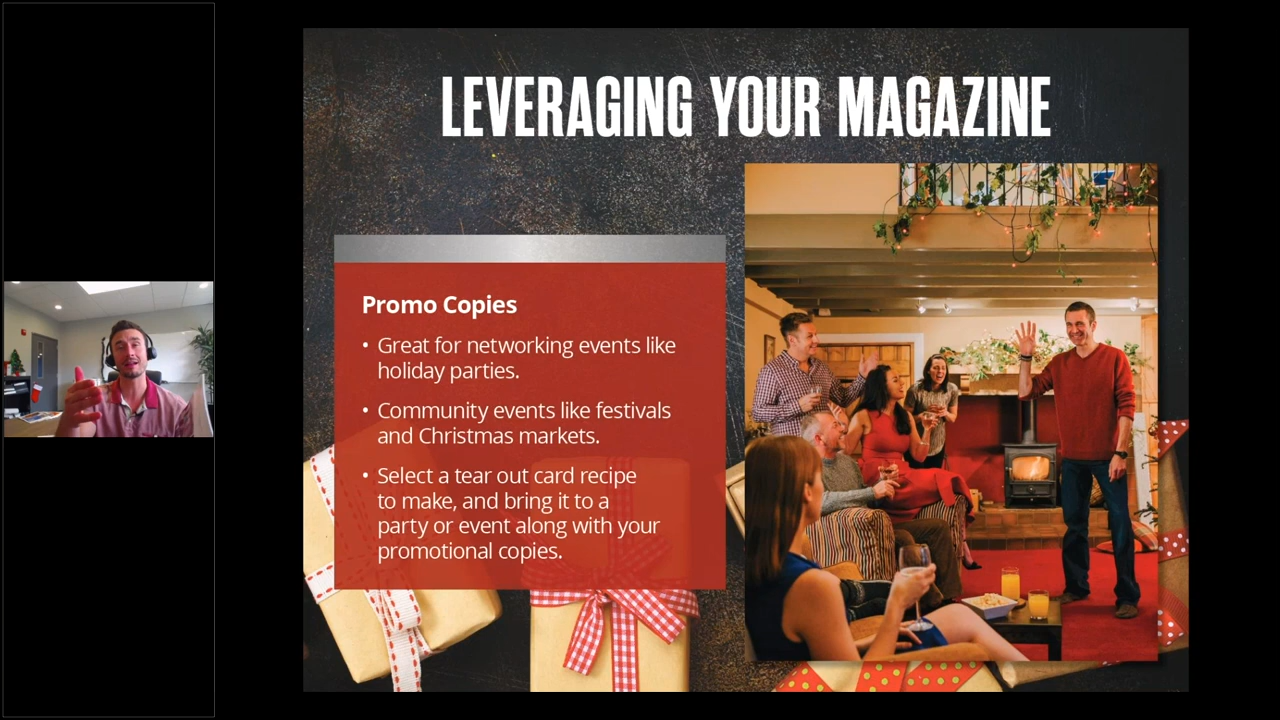 LEVERAGING YOUR MAGAZINE
Promo Copies
• Great for networking events like
holiday parties.
• Community events like festivals
and Christmas markets.
• Select a tear out card recipe
to make, and bring it to a
party or event along with your
promotional copies.